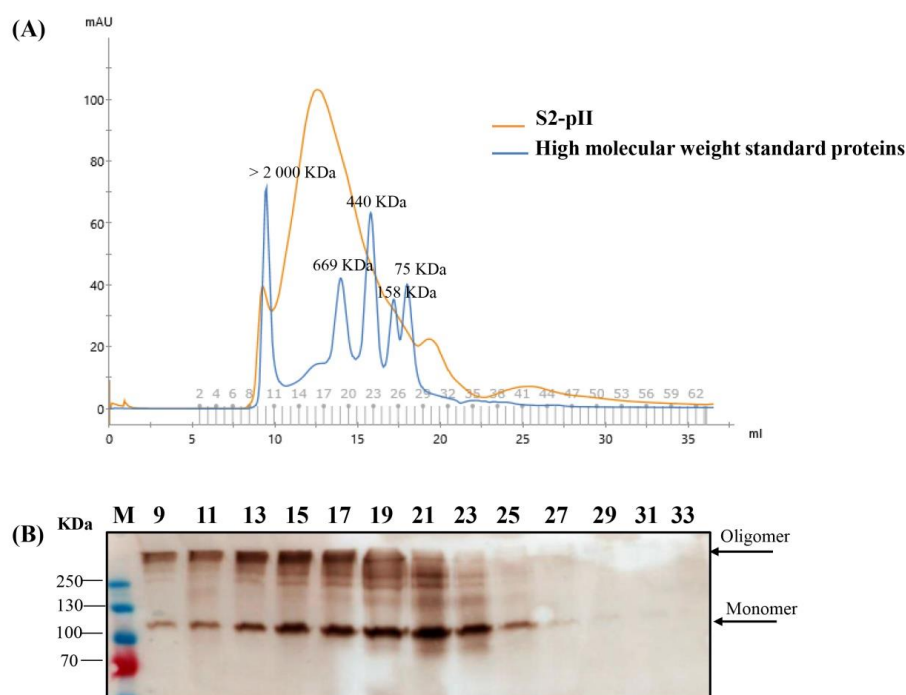 (A)
mAU
100
80
60
40
20
0
S2-pII
High molecular weight standard proteins
> 2 000 KDa
440 KDa
669 KDa
75 KDa
158 KDa
2 4 6 8 11 14 17 20 23 26 29 32 35 38 41 44 47 50 53 56 59 62
0 5 10 15 20 25 30 35
ml
(B)
KDa M 9 11 13 15 17 19 21 23 25 27 29 31 33
Oligomer
250
130
Monomer
100
70